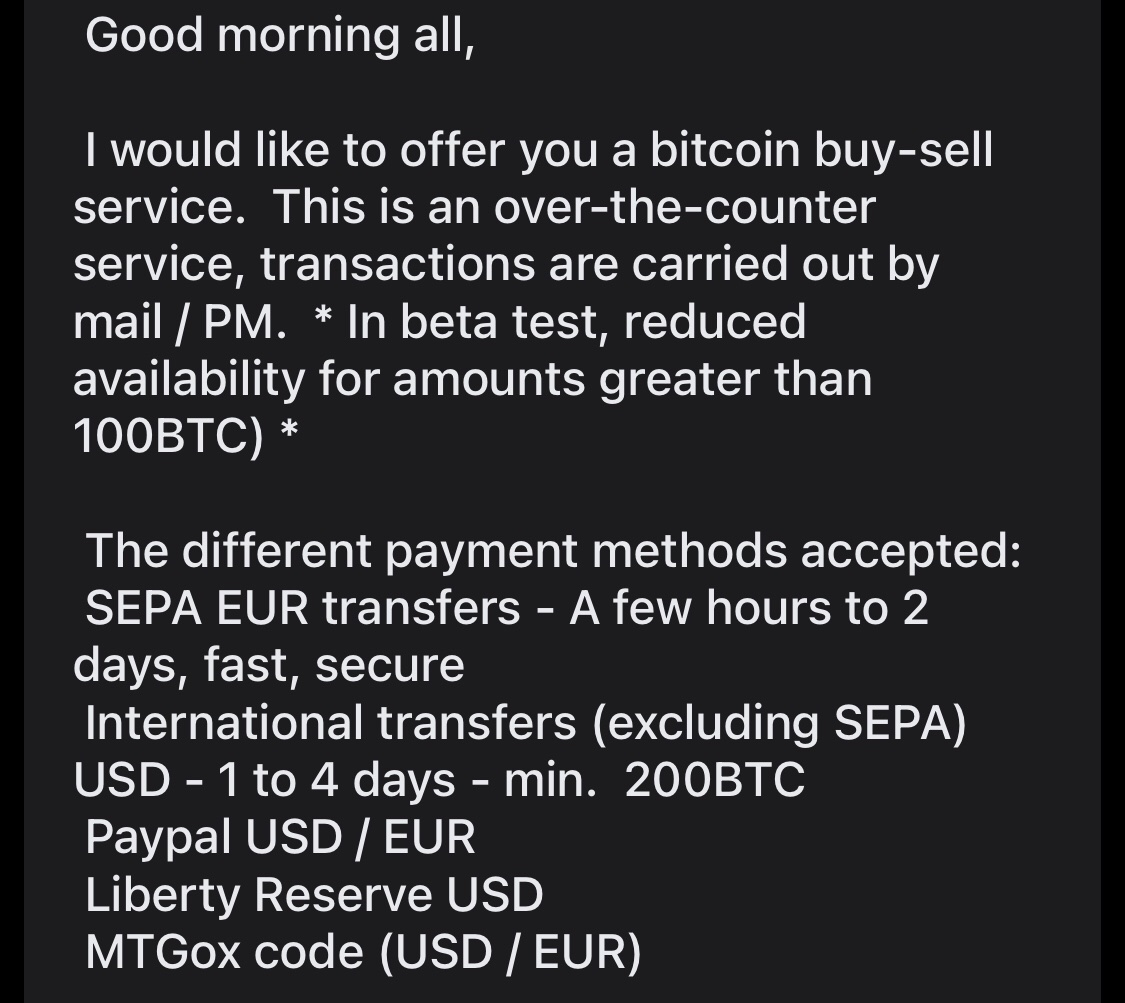 Good morning all,
I would like to offer you a bitcoin buy-sell
service.  This is an over-the-counter
service, transactions are carried out by
mail / PM.  * In beta test, reduced
availability for amounts greater than
100BTC) *
The different payment methods accepted:
SEPA EUR transfers - A few hours to 2
days, fast, secure
International transfers (excluding SEPA)
USD - 1 to 4 days - min.  200BTC
Paypal USD / EUR
Liberty Reserve USD
MTGox code (USD / EUR)